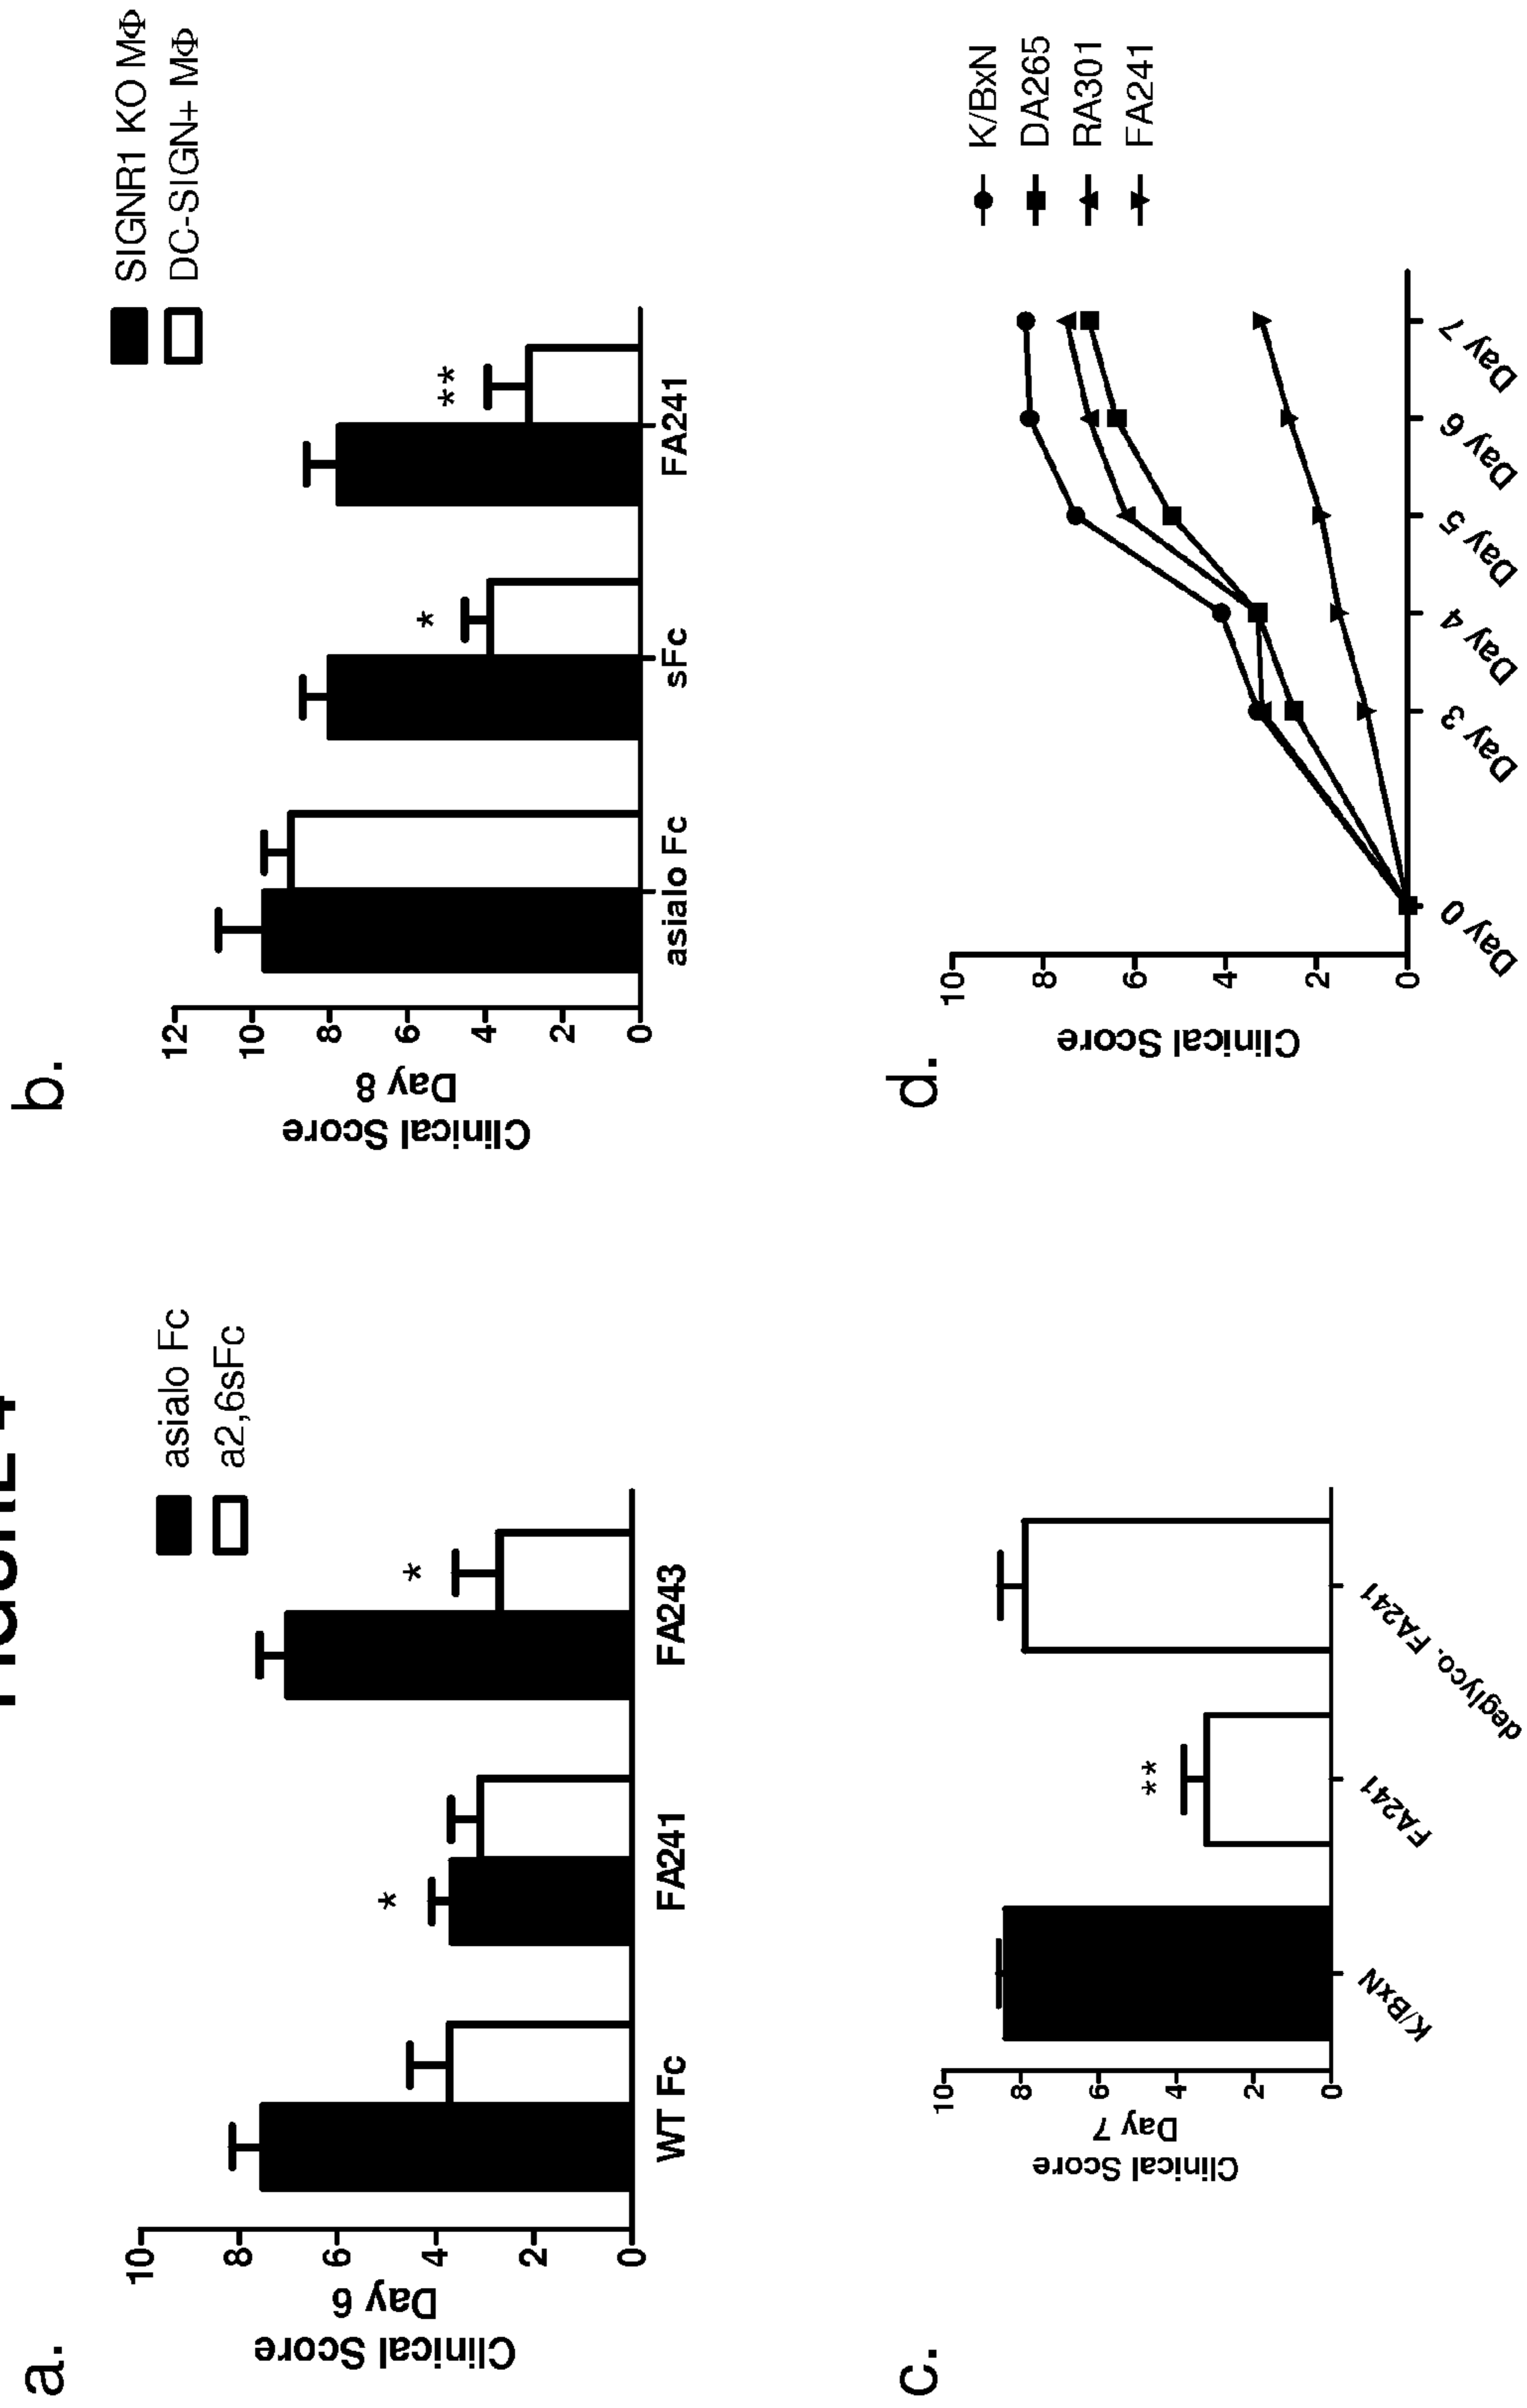 a.
Clinical Score
Day 6
10
8
6
4
2
0
WT Fc
FA241
FA243
*
*
asialo Fc
a2,6sFc
b.
Clinical Score
Day 8
12
10
8
6
4
2
0
asialo Fc
sFc
FA241
*
**
SIGNR1 KO MΦ
DC-SIGN+ MΦ
c.
Clinical Score
Day 7
10
8
6
4
2
0
K/BxN
FA241
deglyco. FA241
**
d.
Clinical Score
10
8
6
4
2
0
Day 0
Day 3
Day 4
Day 5
Day 6
Day 7
K/BxN
DA265
RA301
FA241